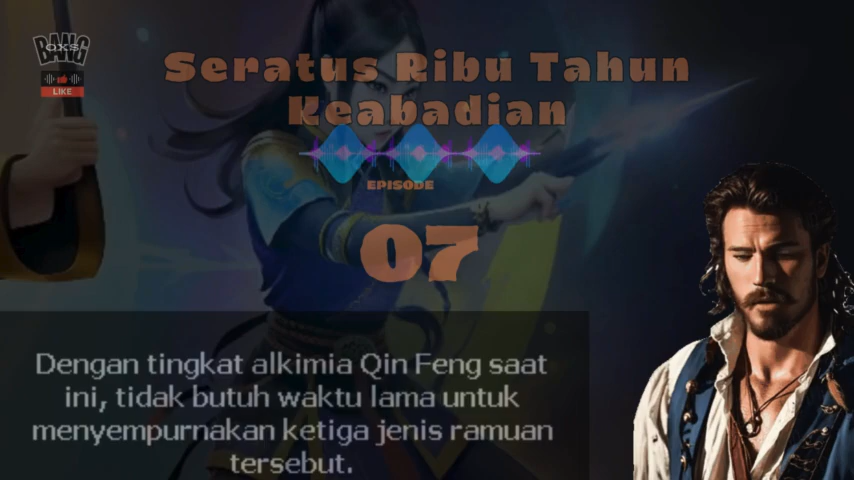 BANG
OXS
LIKE
Seratus Ribu Tahun
Keabadian
EPISODE
07
Dengan tingkat alkimia Qin Feng saat
ini, tidak butuh waktu lama untuk
menyempurnakan ketiga jenis ramuan
tersebut.